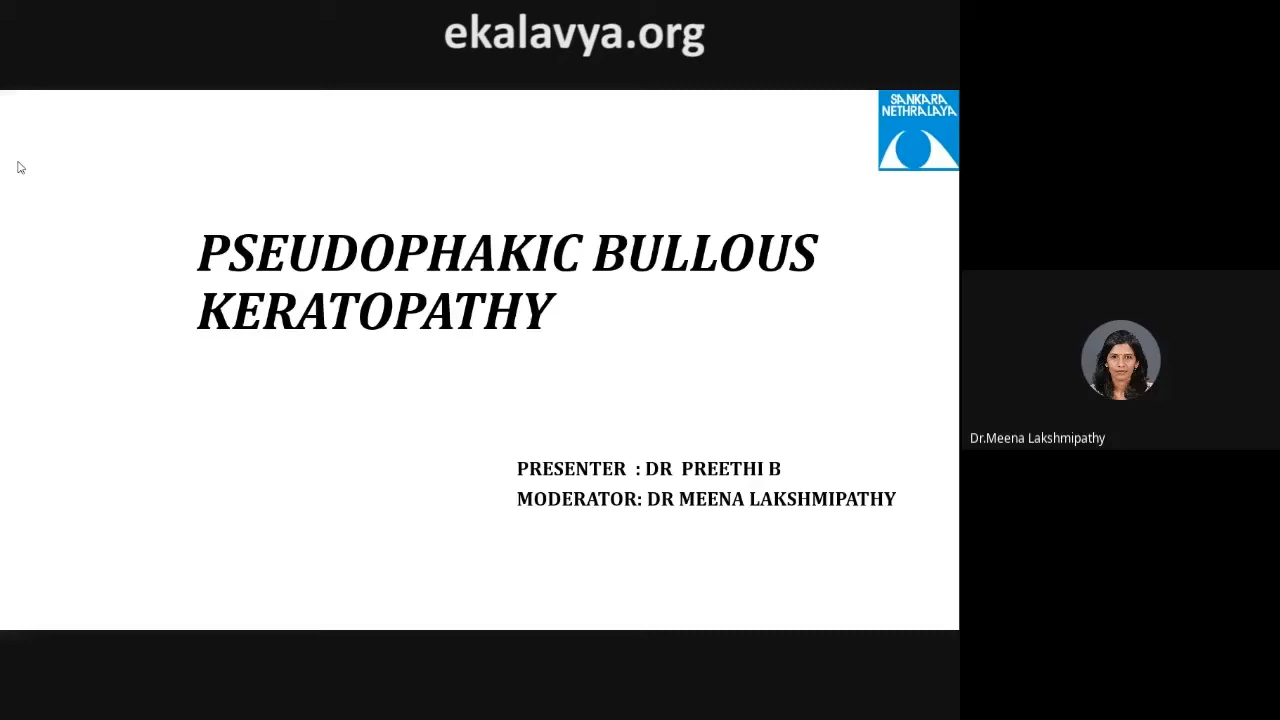 ekalavya.org
SANKARA
NETHRALAYA
PSEUDOPHAKIC BULLOUS
KERATOPATHY
PRESENTER : DR PREETHI B
MODERATOR: DR MEENA LAKSHMIPATHY
Dr.Meena Lakshmipathy